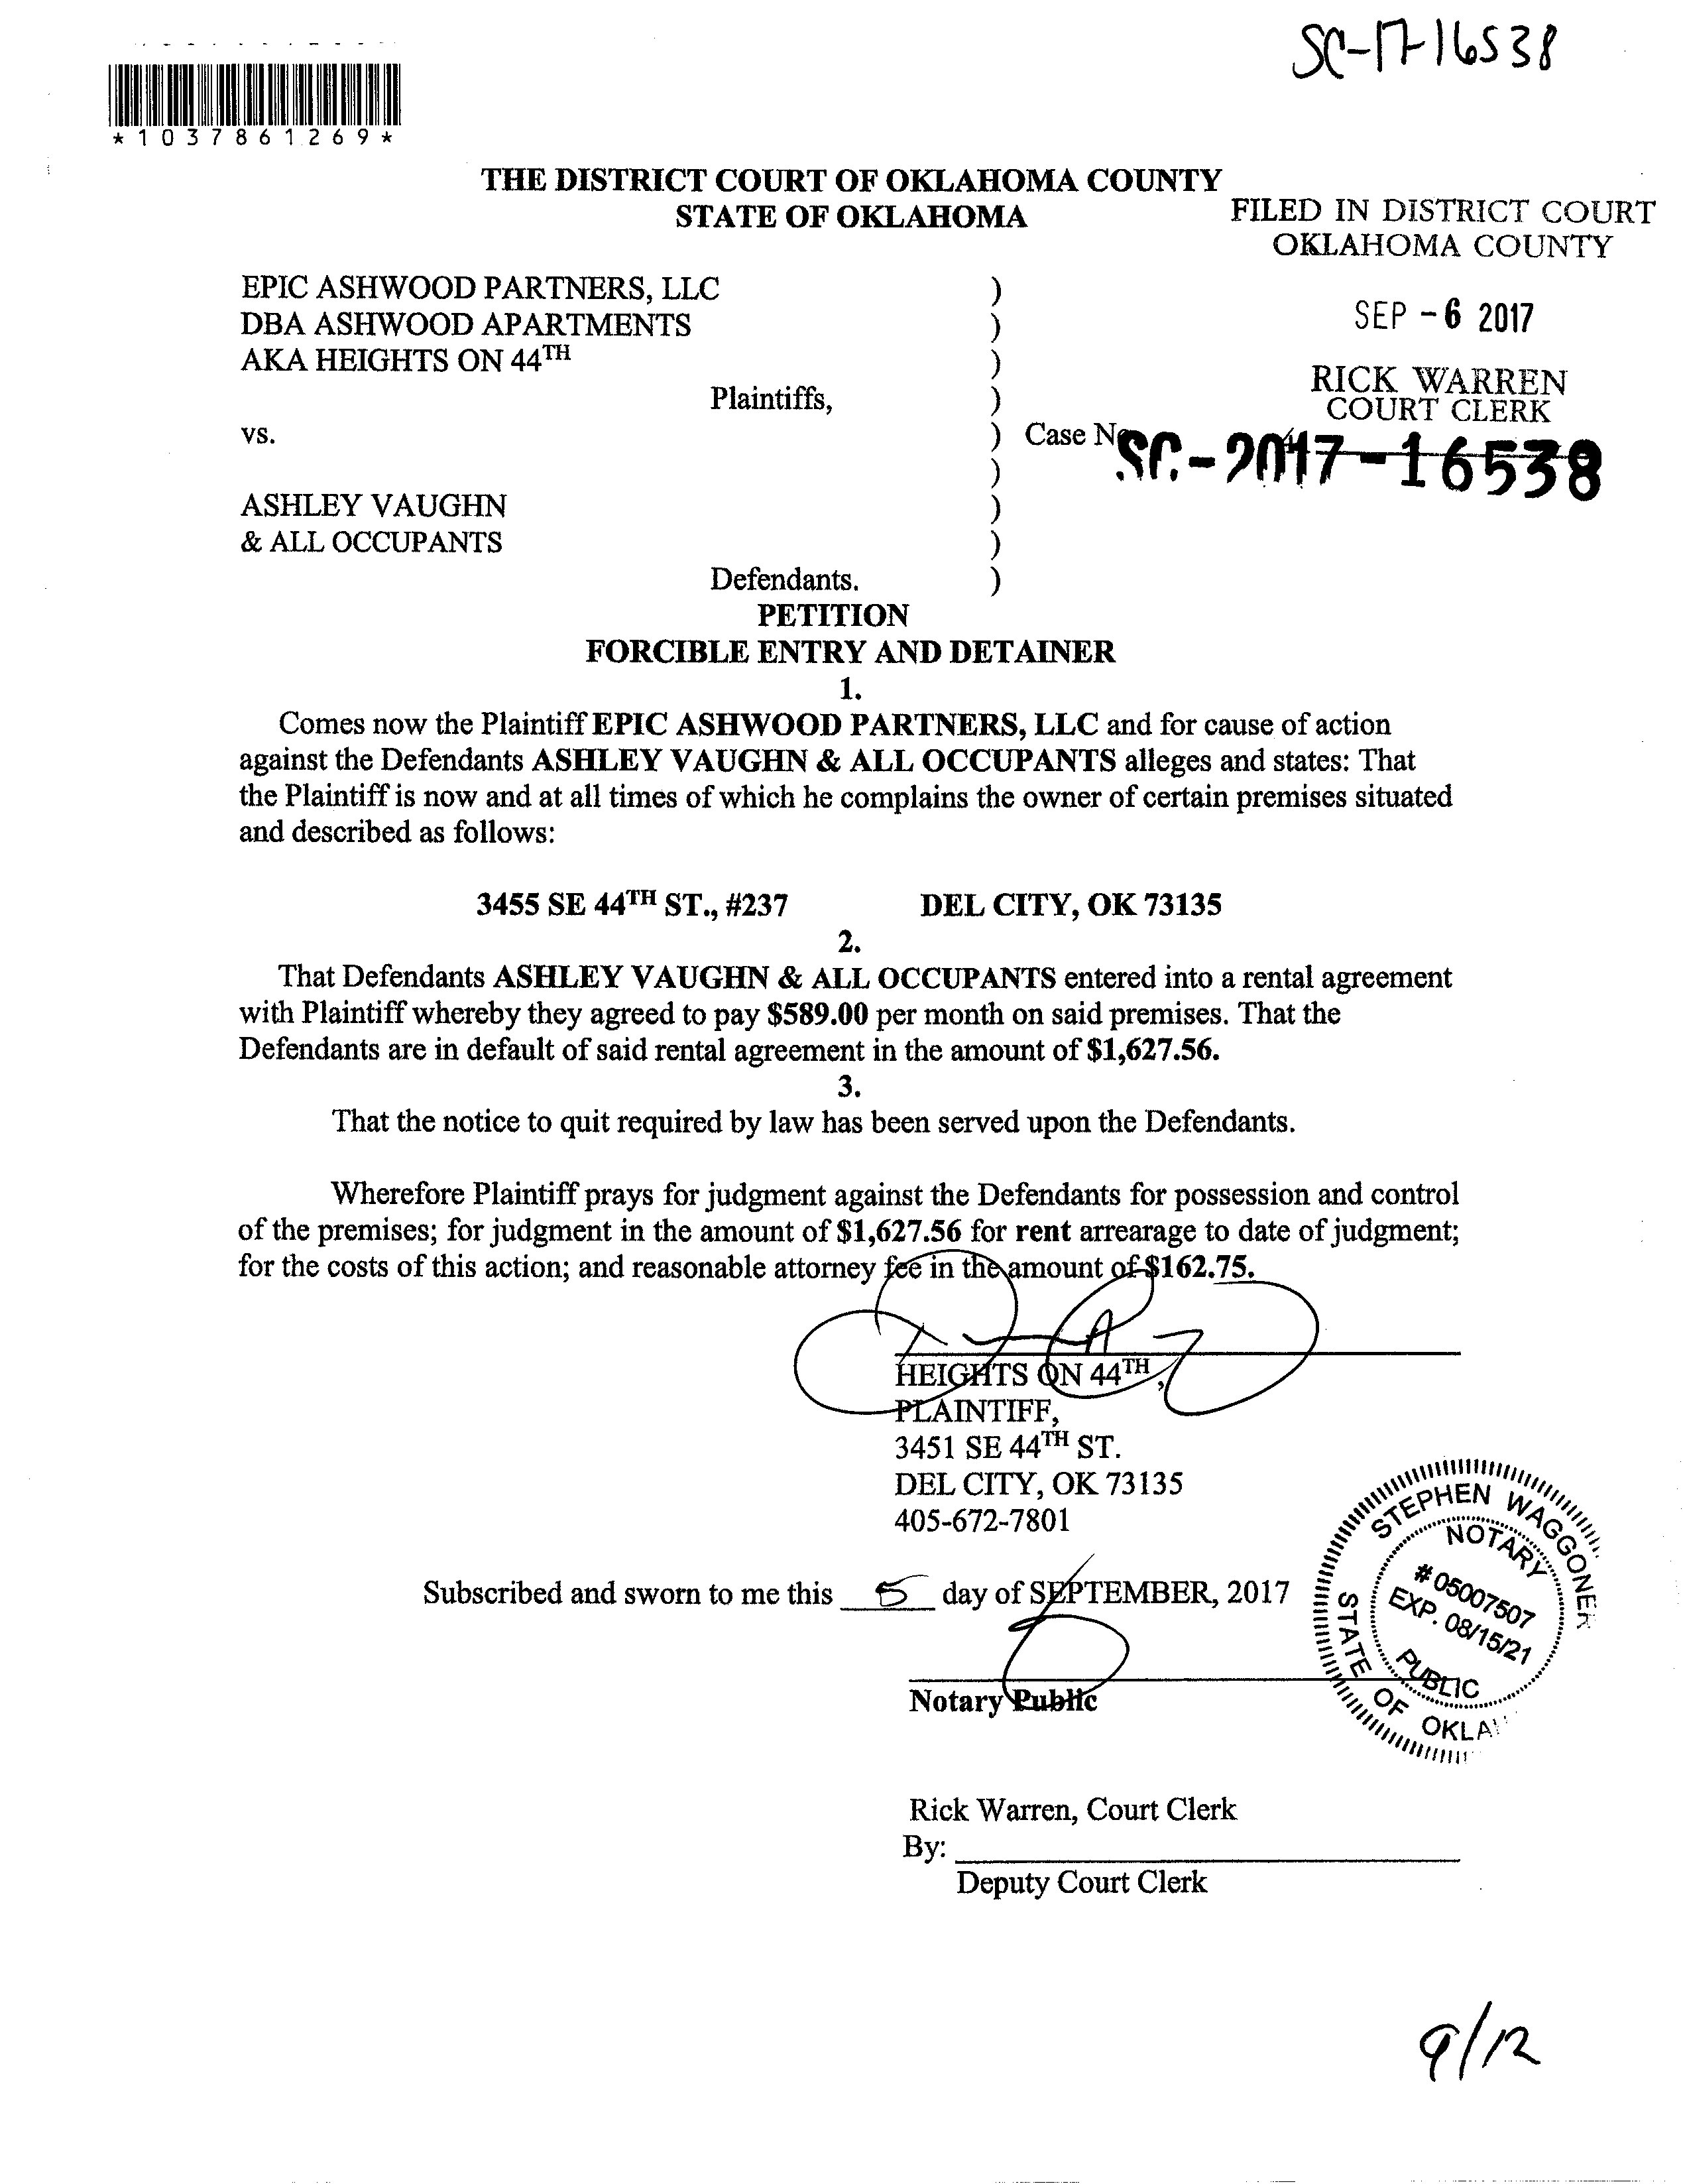 SC-17-16538
*1037861269*
THE DISTRICT COURT OF OKLAHOMA COUNTY
STATE OF OKLAHOMA
FILED IN DISTRICT COURT
OKLAHOMA COUNTY
SEP -6 2017
RICK WARREN
COURT CLERK
EPIC ASHWOOD PARTNERS, LLC )
DBA ASHWOOD APARTMENTS )
AKA HEIGHTS ON 44TH )
Plaintiffs, )
vs. ) Case No. SC-2017-16538
)
ASHLEY VAUGHN )
& ALL OCCUPANTS )
Defendants. )
PETITION
FORCIBLE ENTRY AND DETAINER
1.
Comes now the Plaintiff EPIC ASHWOOD PARTNERS, LLC and for cause of action
against the Defendants ASHLEY VAUGHN & ALL OCCUPANTS alleges and states: That
the Plaintiff is now and at all times of which he complains the owner of certain premises situated
and described as follows:
3455 SE 44TH ST., #237 DEL CITY, OK 73135
2.
That Defendants ASHLEY VAUGHN & ALL OCCUPANTS entered into a rental agreement
with Plaintiff whereby they agreed to pay $589.00 per month on said premises. That the
Defendants are in default of said rental agreement in the amount of $1,627.56.
3.
That the notice to quit required by law has been served upon the Defendants.
Wherefore Plaintiff prays for judgment against the Defendants for possession and control
of the premises; for judgment in the amount of $1,627.56 for rent arrearage to date of judgment;
for the costs of this action; and reasonable attorney fee in the amount of $162.75.
HEIGHTS ON 44TH,
PLAINTIFF,
3451 SE 44TH ST.
DEL CITY, OK 73135
405-672-7801
Subscribed and sworn to me this 5 day of SEPTEMBER, 2017
Notary Public
STEPHEN WAGGONER
NOTARY
# 05007507
EXP. 08/15/21
PUBLIC
STATE OF OKLA
Rick Warren, Court Clerk
By:
Deputy Court Clerk
9/12